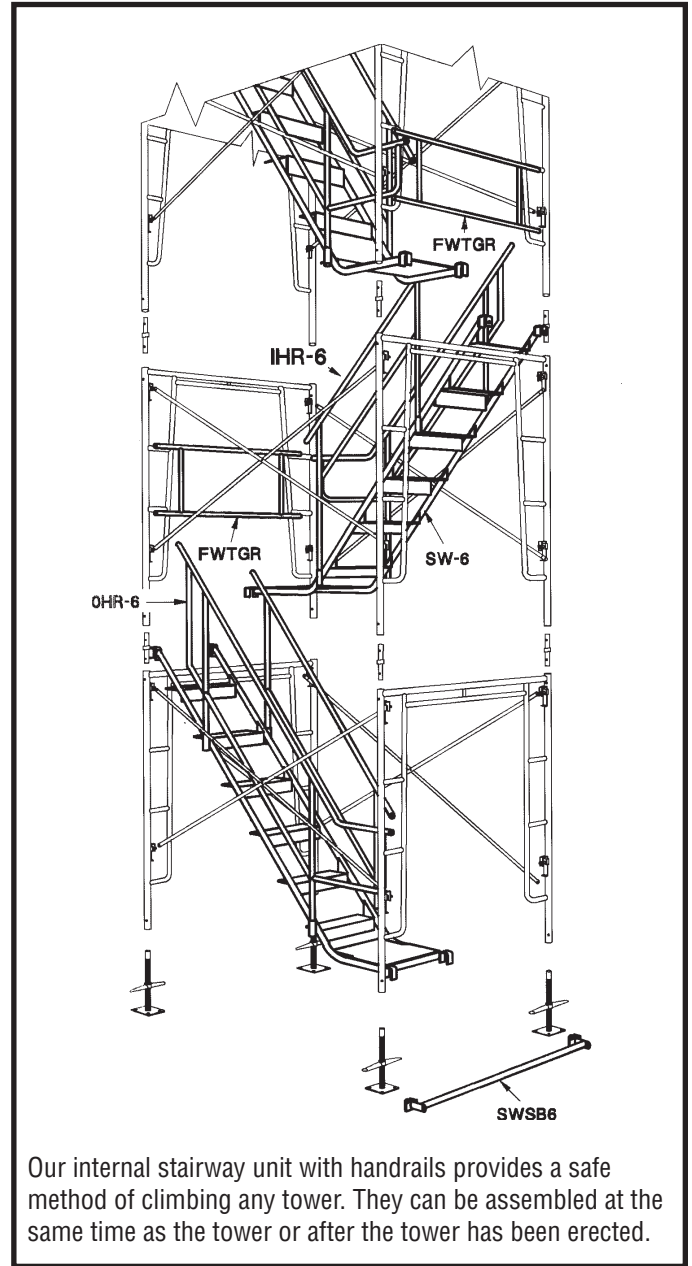 FWTGR
IHR-6
FWTGR
SW-6
OHR-6
SWSB6
Our internal stairway unit with handrails provides a safe
method of climbing any tower. They can be assembled at the
same time as the tower or after the tower has been erected.